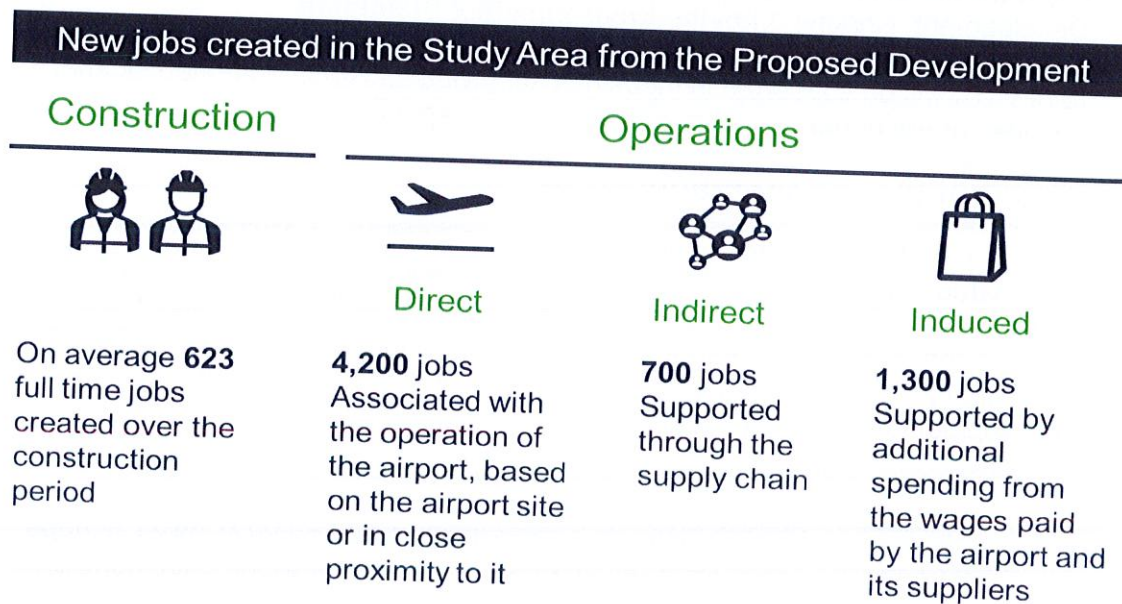 New jobs created in the Study Area from the Proposed Development
Construction
Operations
On average 623
full time jobs
created over the
construction
period
Direct
4,200 jobs
Associated with
the operation of
the airport, based
on the airport site
or in close
proximity to it
Indirect
700 jobs
Supported
through the
supply chain
Induced
1,300 jobs
Supported by
additional
spending from
the wages paid
by the airport and
its suppliers